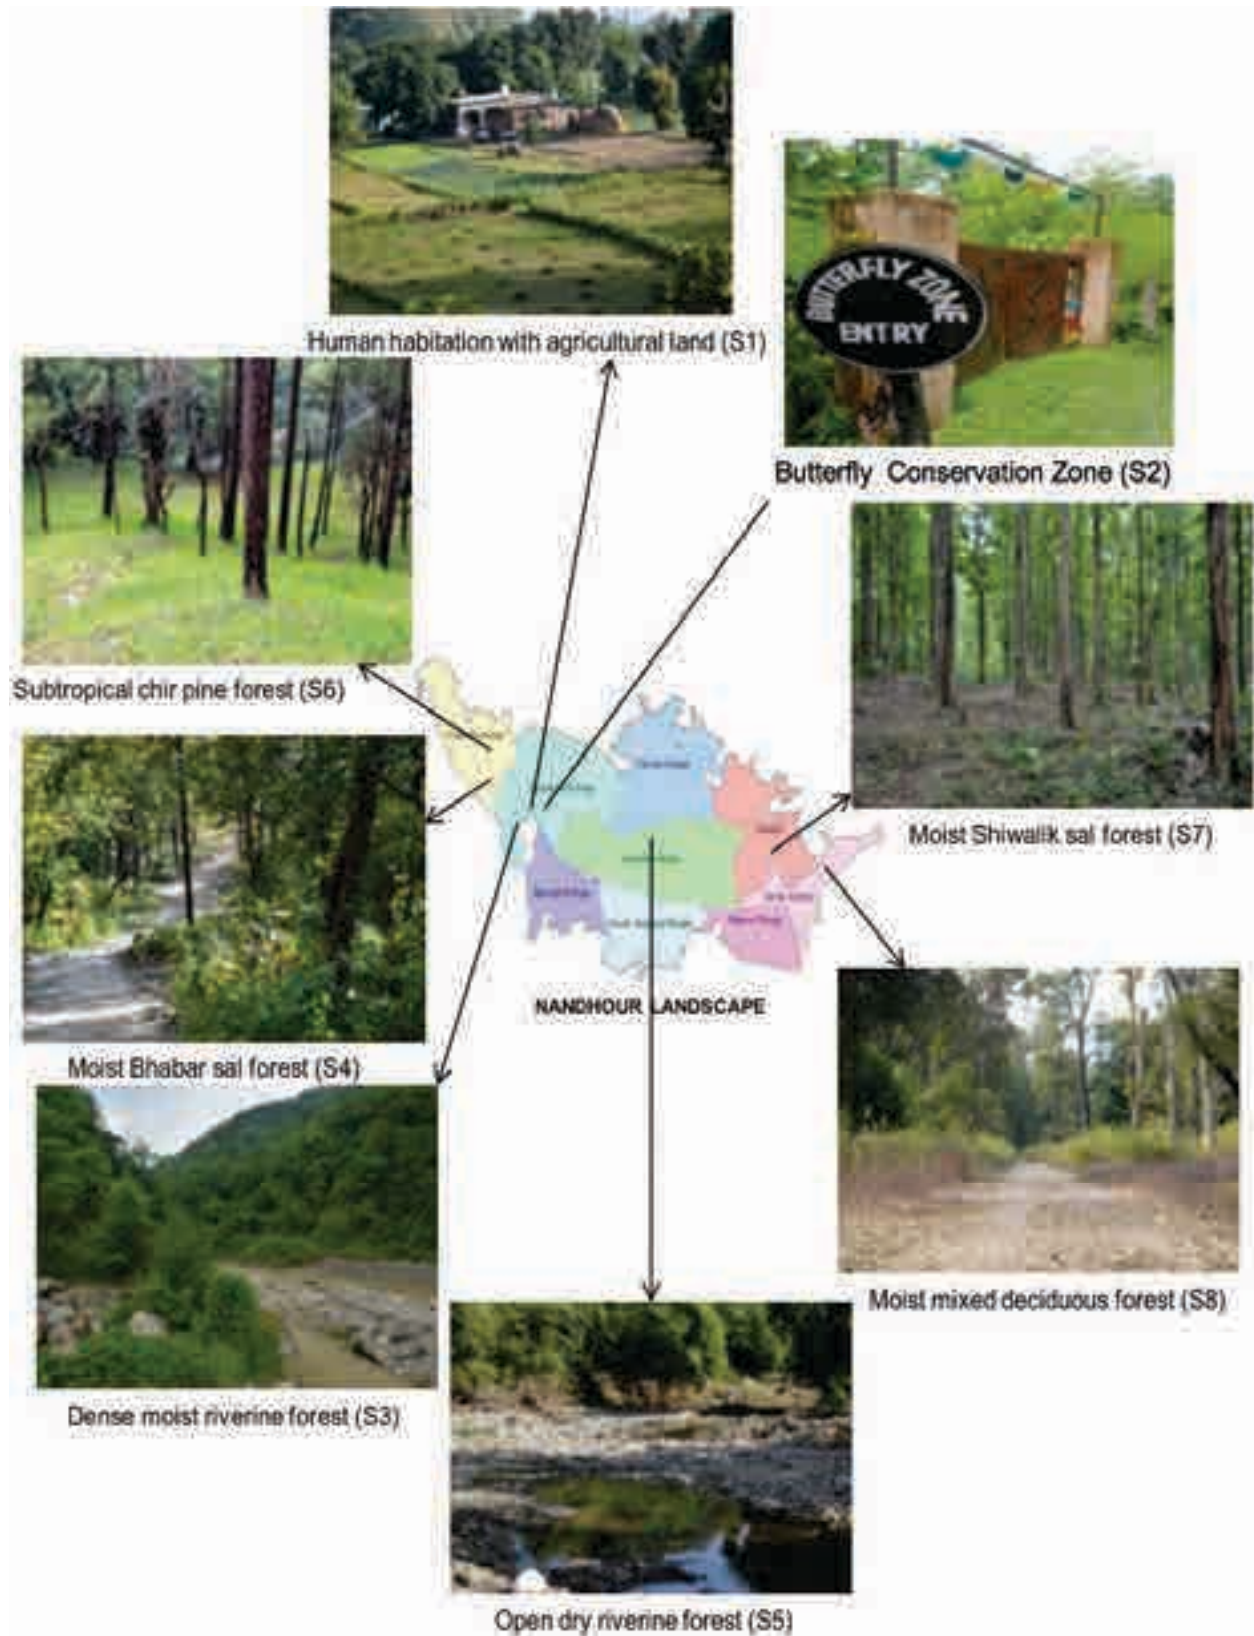 Human habitation with agricultural land (S1)
BUTTERFLY ZONE
ENTRY
Butterfly Conservation Zone (S2)
Subtropical chir pine forest (S6)
Moist Shiwalik sal forest (S7)
NANDHOUR LANDSCAPE
Moist Bhabar sal forest (S4)
Moist mixed deciduous forest (S8)
Dense moist riverine forest (S3)
Open dry riverine forest (S5)